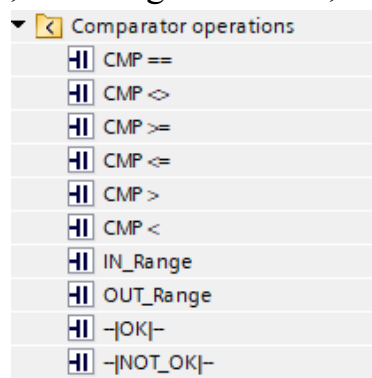 Comparator operations
CMP ==
CMP <>
CMP >=
CMP <=
CMP >
CMP <
IN_Range
OUT_Range
--|OK|--
--|NOT_OK|--